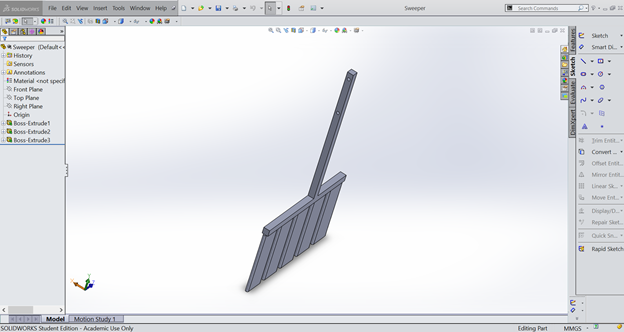 SOLIDWORKS File Edit View Insert Tools Window Help Sweeper Search Commands
Sweeper (Default<<
History
Sensors
Annotations
Material <not specif
Front Plane
Top Plane
Right Plane
Origin
Boss-Extrude1
Boss-Extrude2
Boss-Extrude3
Features
Sketch
Evaluate
DimXpert
Sketch
Smart Di...
Trim Entit...
Convert ...
Offset Entit...
Mirror Entit...
Linear Sk...
Move Ent...
Display/D...
Repair Sket...
Quick Sn...
Rapid Sketch
Model Motion Study 1
SOLIDWORKS Student Edition - Academic Use Only Editing Part MMGS